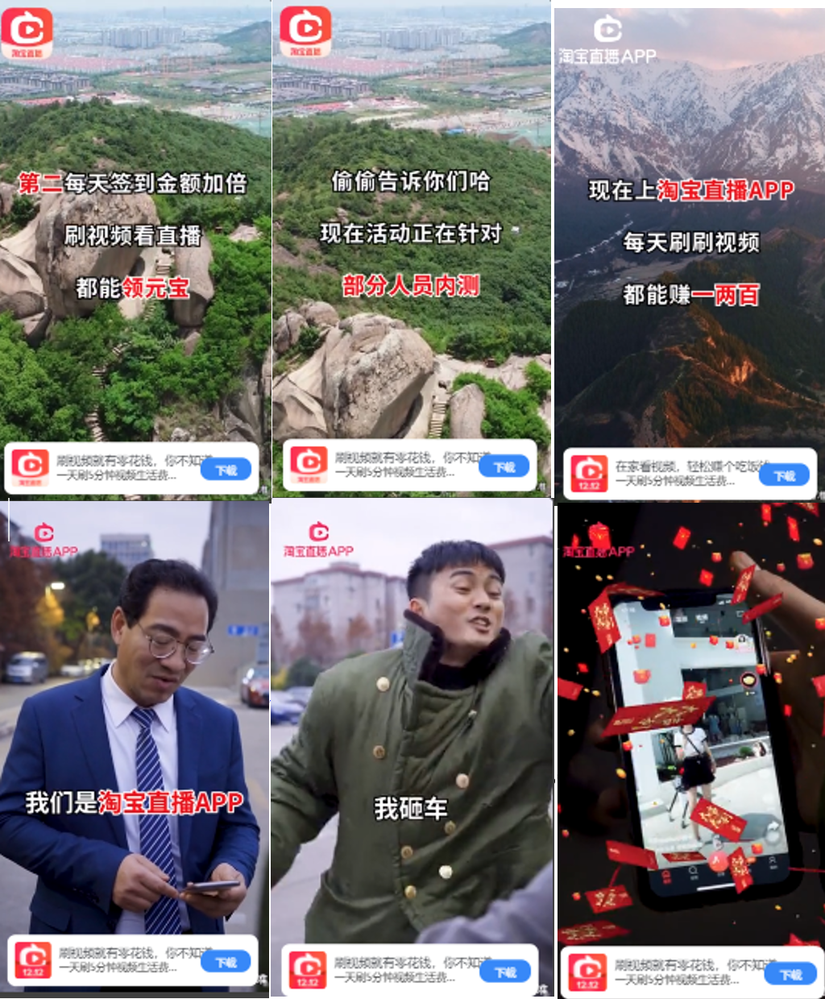 淘宝直播
第二每天签到金额加倍
刷视频看直播
都能领元宝
刷视频就有零花钱，你不知道
一天刷5分钟视频生活费...
下载
淘宝直播
偷偷告诉你们哈
现在活动正在针对
部分人员内测
刷视频就有零花钱，你不知道
一天刷5分钟视频生活费...
下载
淘宝直播APP
现在上淘宝直播APP
每天刷刷视频
都能赚一两百
在家看视频，轻松赚个吃饭钱
一天刷5分钟视频生活费...
12.12
下载
淘宝直播APP
我们是淘宝直播APP
刷视频就有零花钱，你不知道
一天刷5分钟视频生活费...
12.12
下载
淘宝直播APP
我砸车
刷视频就有零花钱，你不知道
一天刷5分钟视频生活费...
12.12
下载
淘宝直播APP
刷视频就有零花钱，你不知道
一天刷5分钟视频生活费...
12.12
下载